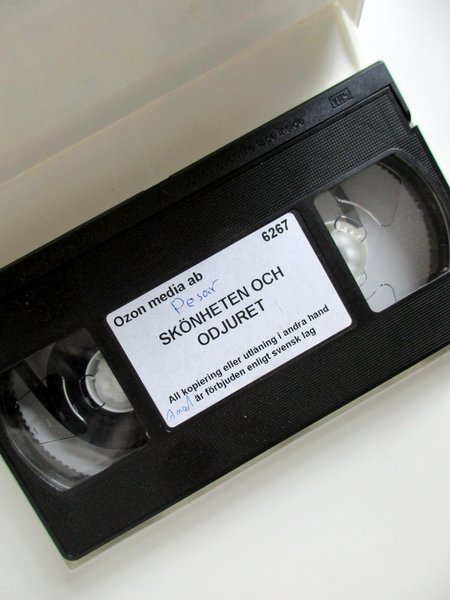 VHS
Ozon media ab 6267
Pesar
SKÖNHETEN OCH
ODJURET
All kopiering eller utlåning i andra hand
är förbjuden enligt svensk lag